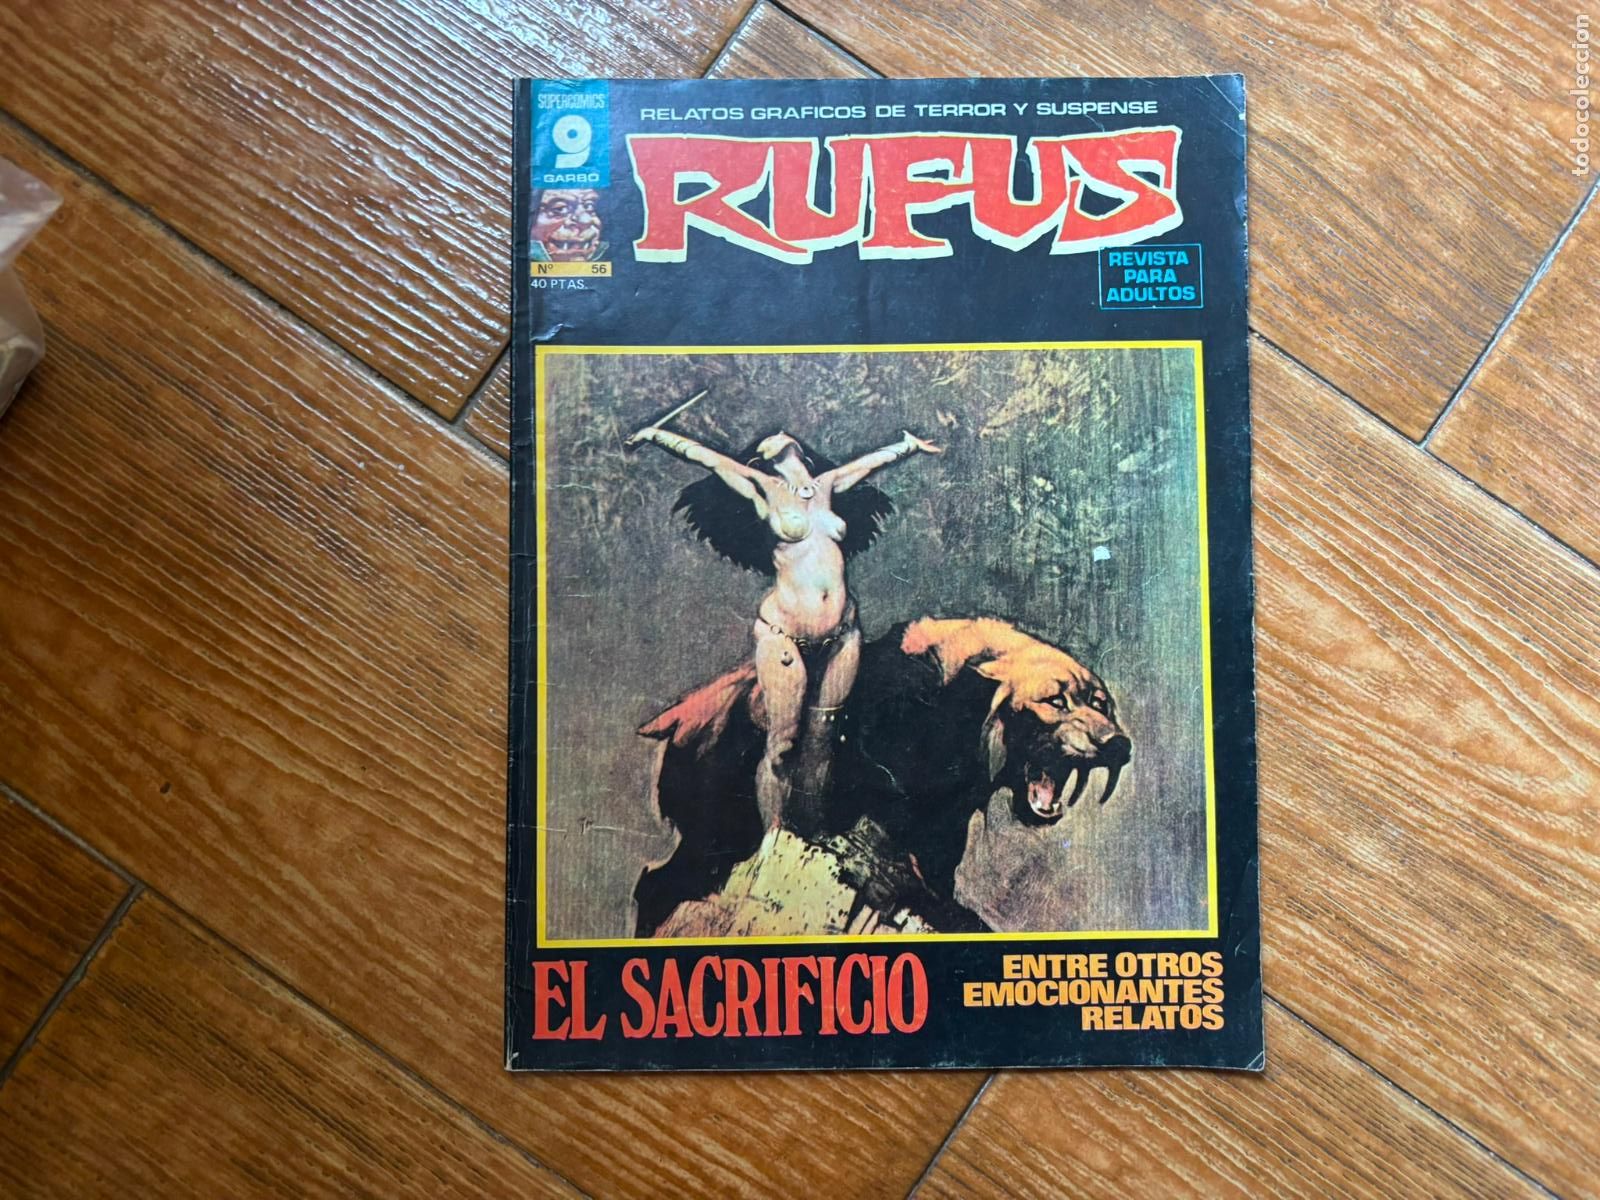 SUPERCOMICS
g
GARBO
Nº 56
40 PTAS.
RELATOS GRAFICOS DE TERROR Y SUSPENSE
RUFUS
REVISTA
PARA
ADULTOS
EL SACRIFICIO
ENTRE OTROS
EMOCIONANTES
RELATOS
todocoleccion